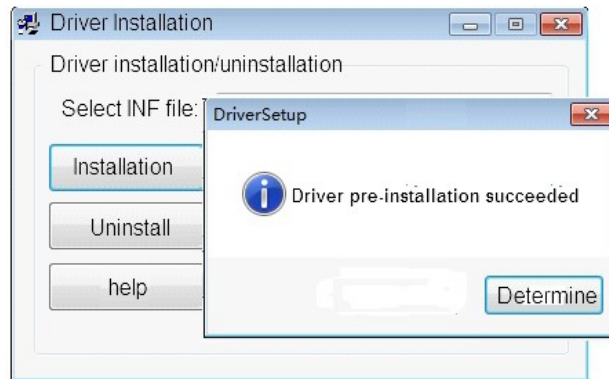 Driver Installation
Driver installation/uninstallation
Select INF file:
Installation
Uninstall
help
DriverSetup
Driver pre-installation succeeded
Determine